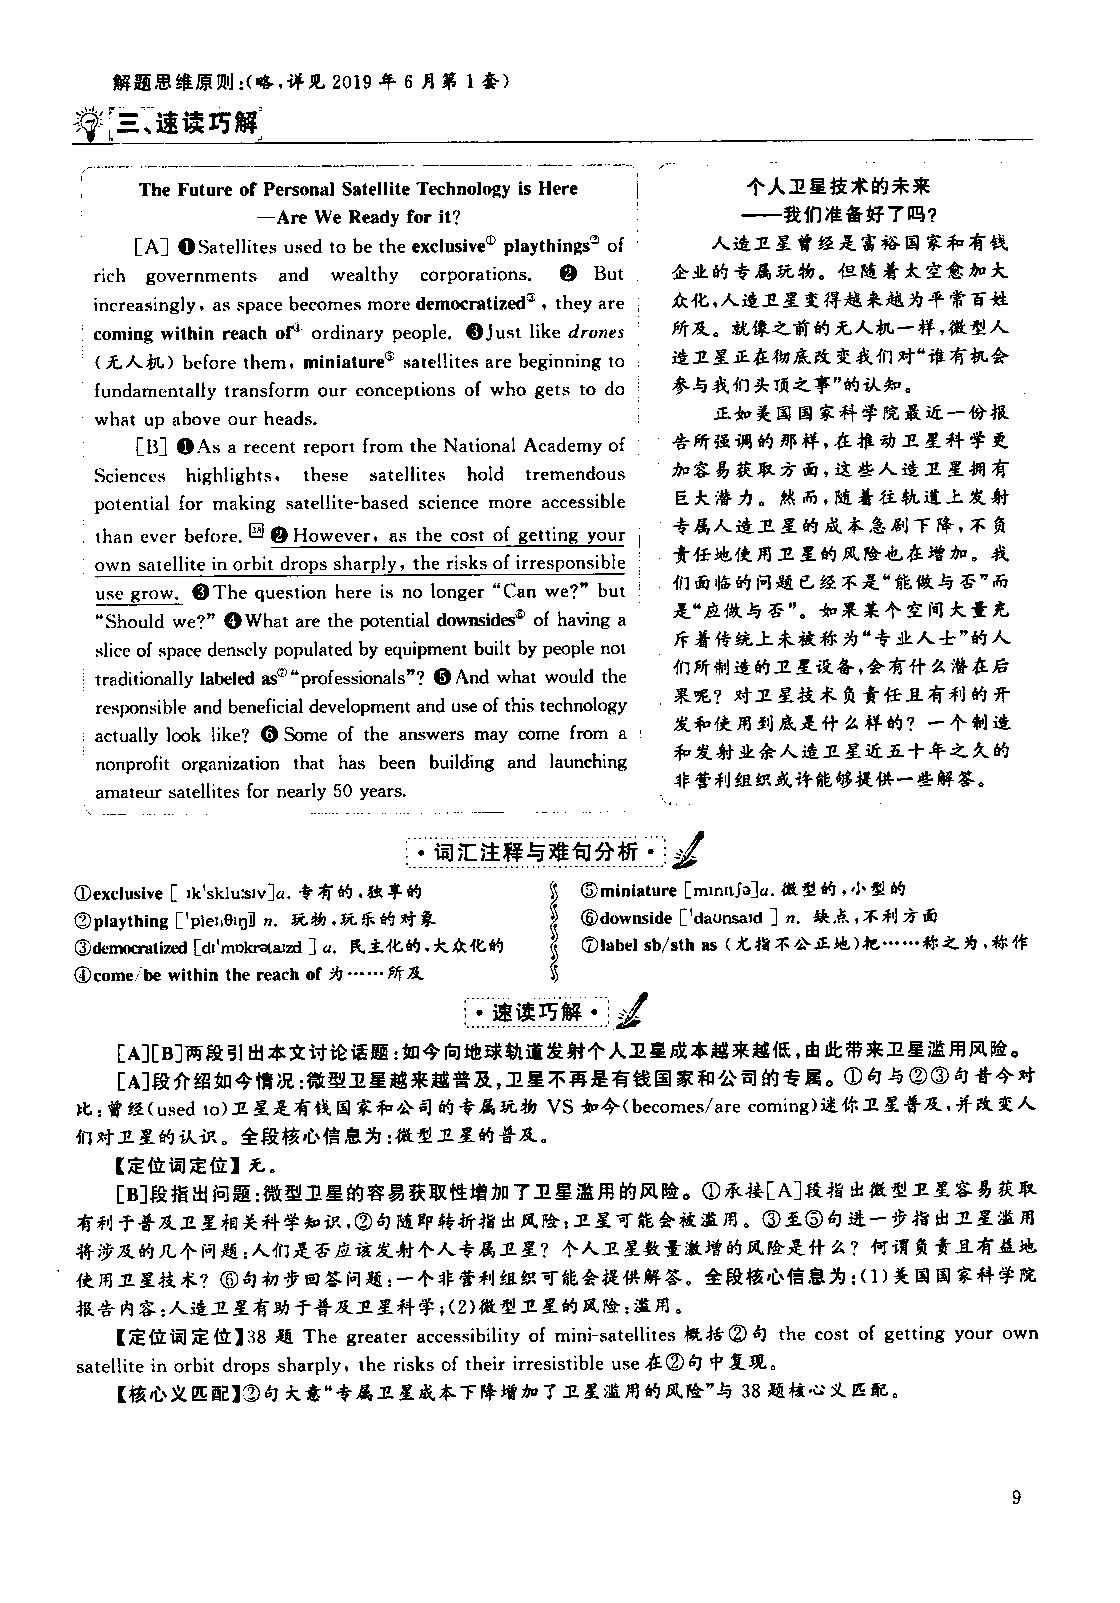 解题思维原则:(略,详见 2019 年 6 月第 1 套)
三、速读巧解
The Future of Personal Satellite Technology is Here
—Are We Ready for it?
[A] ❶Satellites used to be the exclusive① playthings② of
rich governments and wealthy corporations. ❷ But
increasingly, as space becomes more democratized③, they are
coming within reach of④ ordinary people. ❸Just like drones
(无人机) before them, miniature⑤ satellites are beginning to
fundamentally transform our conceptions of who gets to do
what up above our heads.
[B] ❶As a recent report from the National Academy of
Sciences highlights, these satellites hold tremendous
potential for making satellite-based science more accessible
than ever before. 38 ❷However, as the cost of getting your
own satellite in orbit drops sharply, the risks of irresponsible
use grow. ❸The question here is no longer “Can we?” but
“Should we?” ❹What are the potential downsides⑥ of having a
slice of space densely populated by equipment built by people not
traditionally labeled as⑦“professionals”? ❺And what would the
responsible and beneficial development and use of this technology
actually look like? ❻Some of the answers may come from a
nonprofit organization that has been building and launching
amateur satellites for nearly 50 years.
个人卫星技术的未来
——我们准备好了吗?
人造卫星曾经是富裕国家和有钱
企业的专属玩物。但随着太空愈加大
众化,人造卫星变得越来越为平常百姓
所及。就像之前的无人机一样,微型人
造卫星正在彻底改变我们对“谁有机会
参与我们头顶之事”的认知。
正如美国国家科学院最近一份报
告所强调的那样,在推动卫星科学更
加容易获取方面,这些人造卫星拥有
巨大潜力。然而,随着往轨道上发射
专属人造卫星的成本急剧下降,不负
责任地使用卫星的风险也在增加。我
们面临的问题已经不是“能做与否”而
是“应做与否”。如果某个空间大量充
斥着传统上未被称为“专业人士”的人
们所制造的卫星设备,会有什么潜在后
果呢?对卫星技术负责任且有利的开
发和使用到底是什么样的?一个制造
和发射业余人造卫星近五十年之久的
非营利组织或许能够提供一些解答。
·词汇注释与难句分析·
①exclusive [ ɪkˈskluːsɪv]a. 专有的,独享的
②plaything [ˈpleɪˌθɪŋ] n. 玩物,玩乐的对象
③democratized [dɪˈmɒkrətaɪzd ] a. 民主化的,大众化的
④come/be within the reach of 为……所及
⑤miniature [mɪnɪtʃə]a. 微型的,小型的
⑥downside [ˈdaʊnsaɪd ] n. 缺点,不利方面
⑦label sb/sth as (尤指不公正地)把……称之为,称作
·速读巧解·
[A][B]两段引出本文讨论话题:如今向地球轨道发射个人卫星成本越来越低,由此带来卫星滥用风险。
[A]段介绍如今情况:微型卫星越来越普及,卫星不再是有钱国家和公司的专属。①句与②③句昔今对
比:曾经(used to)卫星是有钱国家和公司的专属玩物 VS 如今(becomes/are coming)迷你卫星普及,并改变人
们对卫星的认识。全段核心信息为:微型卫星的普及。
【定位词定位】无。
[B]段指出问题:微型卫星的容易获取性增加了卫星滥用的风险。①承接[A]段指出微型卫星容易获取
有利于普及卫星相关科学知识,②句随即转折指出风险:卫星可能会被滥用。③至⑤句进一步指出卫星滥用
将涉及的几个问题:人们是否应该发射个人专属卫星?个人卫星数量激增的风险是什么?何谓负责且有益地
使用卫星技术?⑥句初步回答问题:一个非营利组织可能会提供解答。全段核心信息为:(1)美国国家科学院
报告内容:人造卫星有助于普及卫星科学;(2)微型卫星的风险:滥用。
【定位词定位】38 题 The greater accessibility of mini-satellites 概括②句 the cost of getting your own
satellite in orbit drops sharply, the risks of their irresistible use 在②句中复现。
【核心义匹配】②句大意“专属卫星成本下降增加了卫星滥用的风险”与 38 题核心义匹配。
9